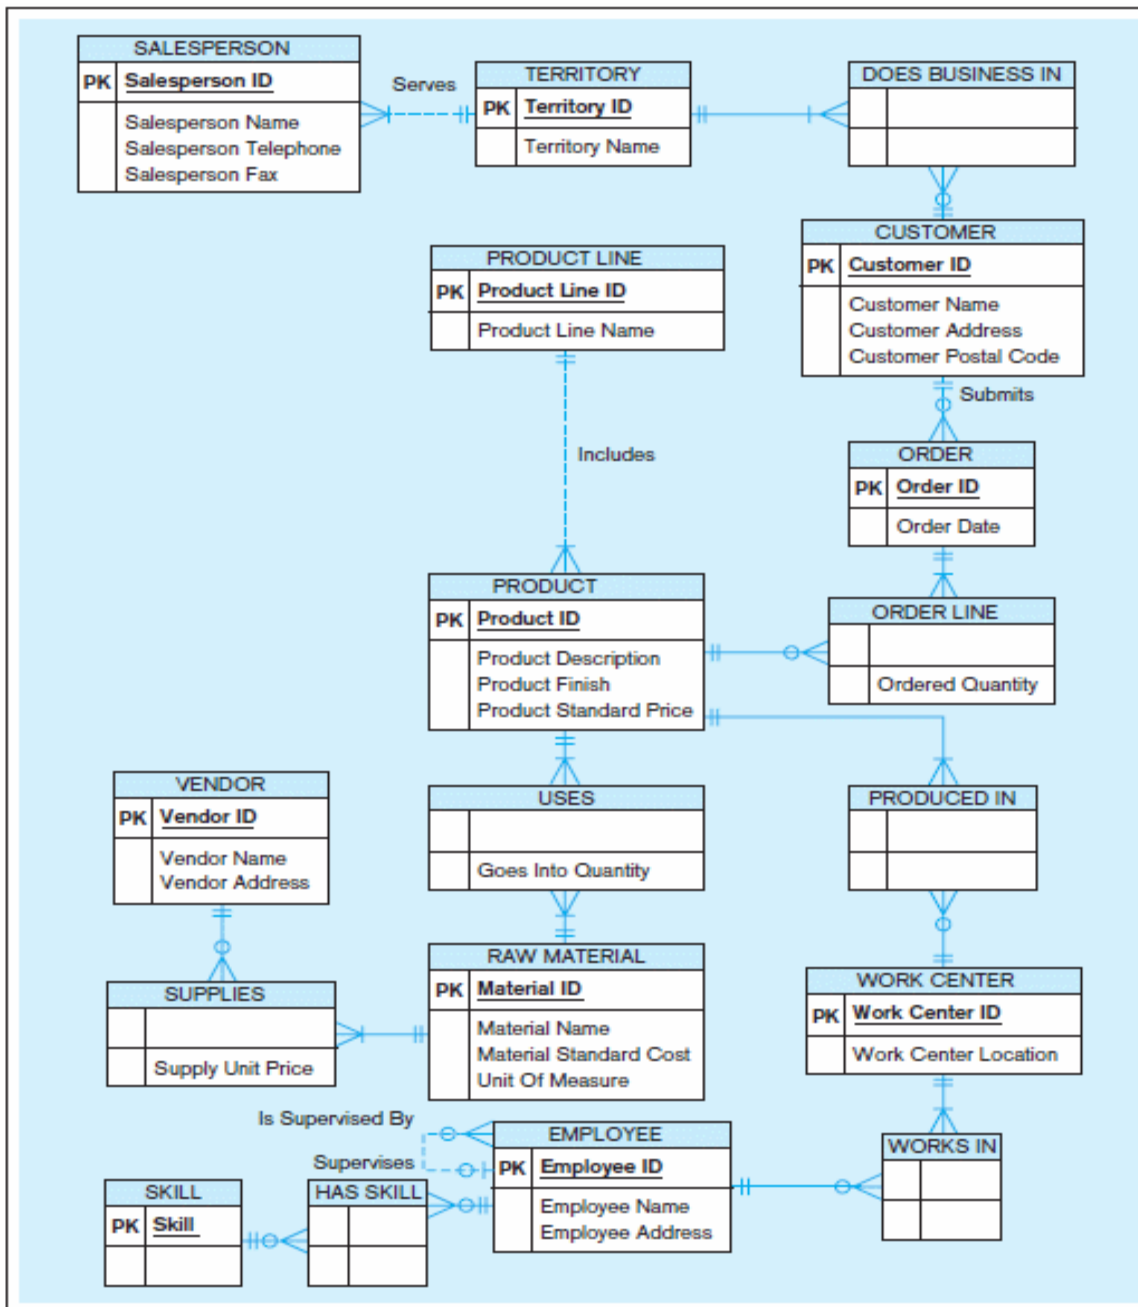 SALESPERSON
PK Salesperson ID
Salesperson Name
Salesperson Telephone
Salesperson Fax
Serves
TERRITORY
PK Territory ID
Territory Name
DOES BUSINESS IN
CUSTOMER
PK Customer ID
Customer Name
Customer Address
Customer Postal Code
PRODUCT LINE
PK Product Line ID
Product Line Name
Submits
Includes
ORDER
PK Order ID
Order Date
PRODUCT
PK Product ID
Product Description
Product Finish
Product Standard Price
ORDER LINE
Ordered Quantity
VENDOR
PK Vendor ID
Vendor Name
Vendor Address
USES
Goes Into Quantity
PRODUCED IN
SUPPLIES
Supply Unit Price
RAW MATERIAL
PK Material ID
Material Name
Material Standard Cost
Unit Of Measure
WORK CENTER
PK Work Center ID
Work Center Location
Is Supervised By
Supervises
EMPLOYEE
PK Employee ID
Employee Name
Employee Address
WORKS IN
SKILL
PK Skill
HAS SKILL